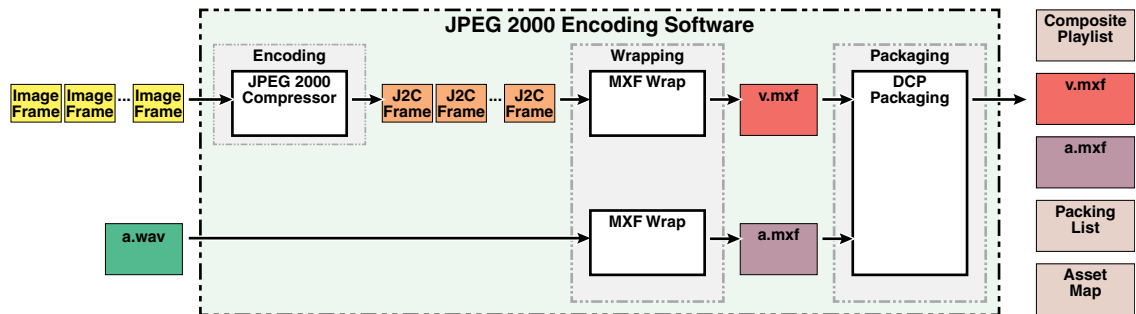 JPEG 2000 Encoding Software
Encoding
JPEG 2000
Compressor
Wrapping
MXF Wrap
Packaging
DCP
Packaging
Image
Frame
Image
Frame
...
Image
Frame
J2C
Frame
J2C
Frame
...
J2C
Frame
v.mxf
a.wav
MXF Wrap
a.mxf
Composite
Playlist
v.mxf
a.mxf
Packing
List
Asset
Map